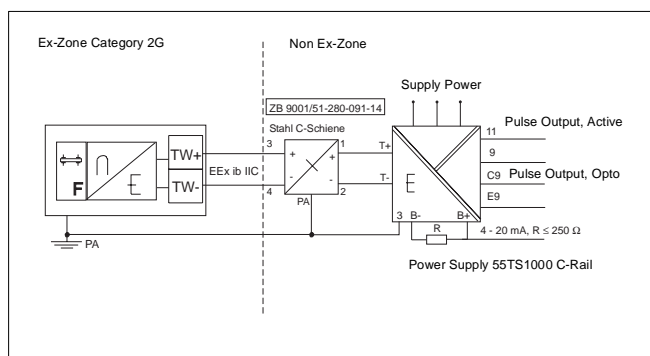 Ex-Zone Category 2G
Non Ex-Zone
Supply Power
ZB 9001/51-280-091-14
Stahl C-Schiene
Pulse Output, Active
11
9
Pulse Output, Opto
C9
E9
3
1
T+
TW+
+
+
F
EEx ib IIC
TW-
-
-
4
2
T-
PA
3
B-
B+
R
4 - 20 mA, R ≤ 250 Ω
PA
Power Supply 55TS1000 C-Rail